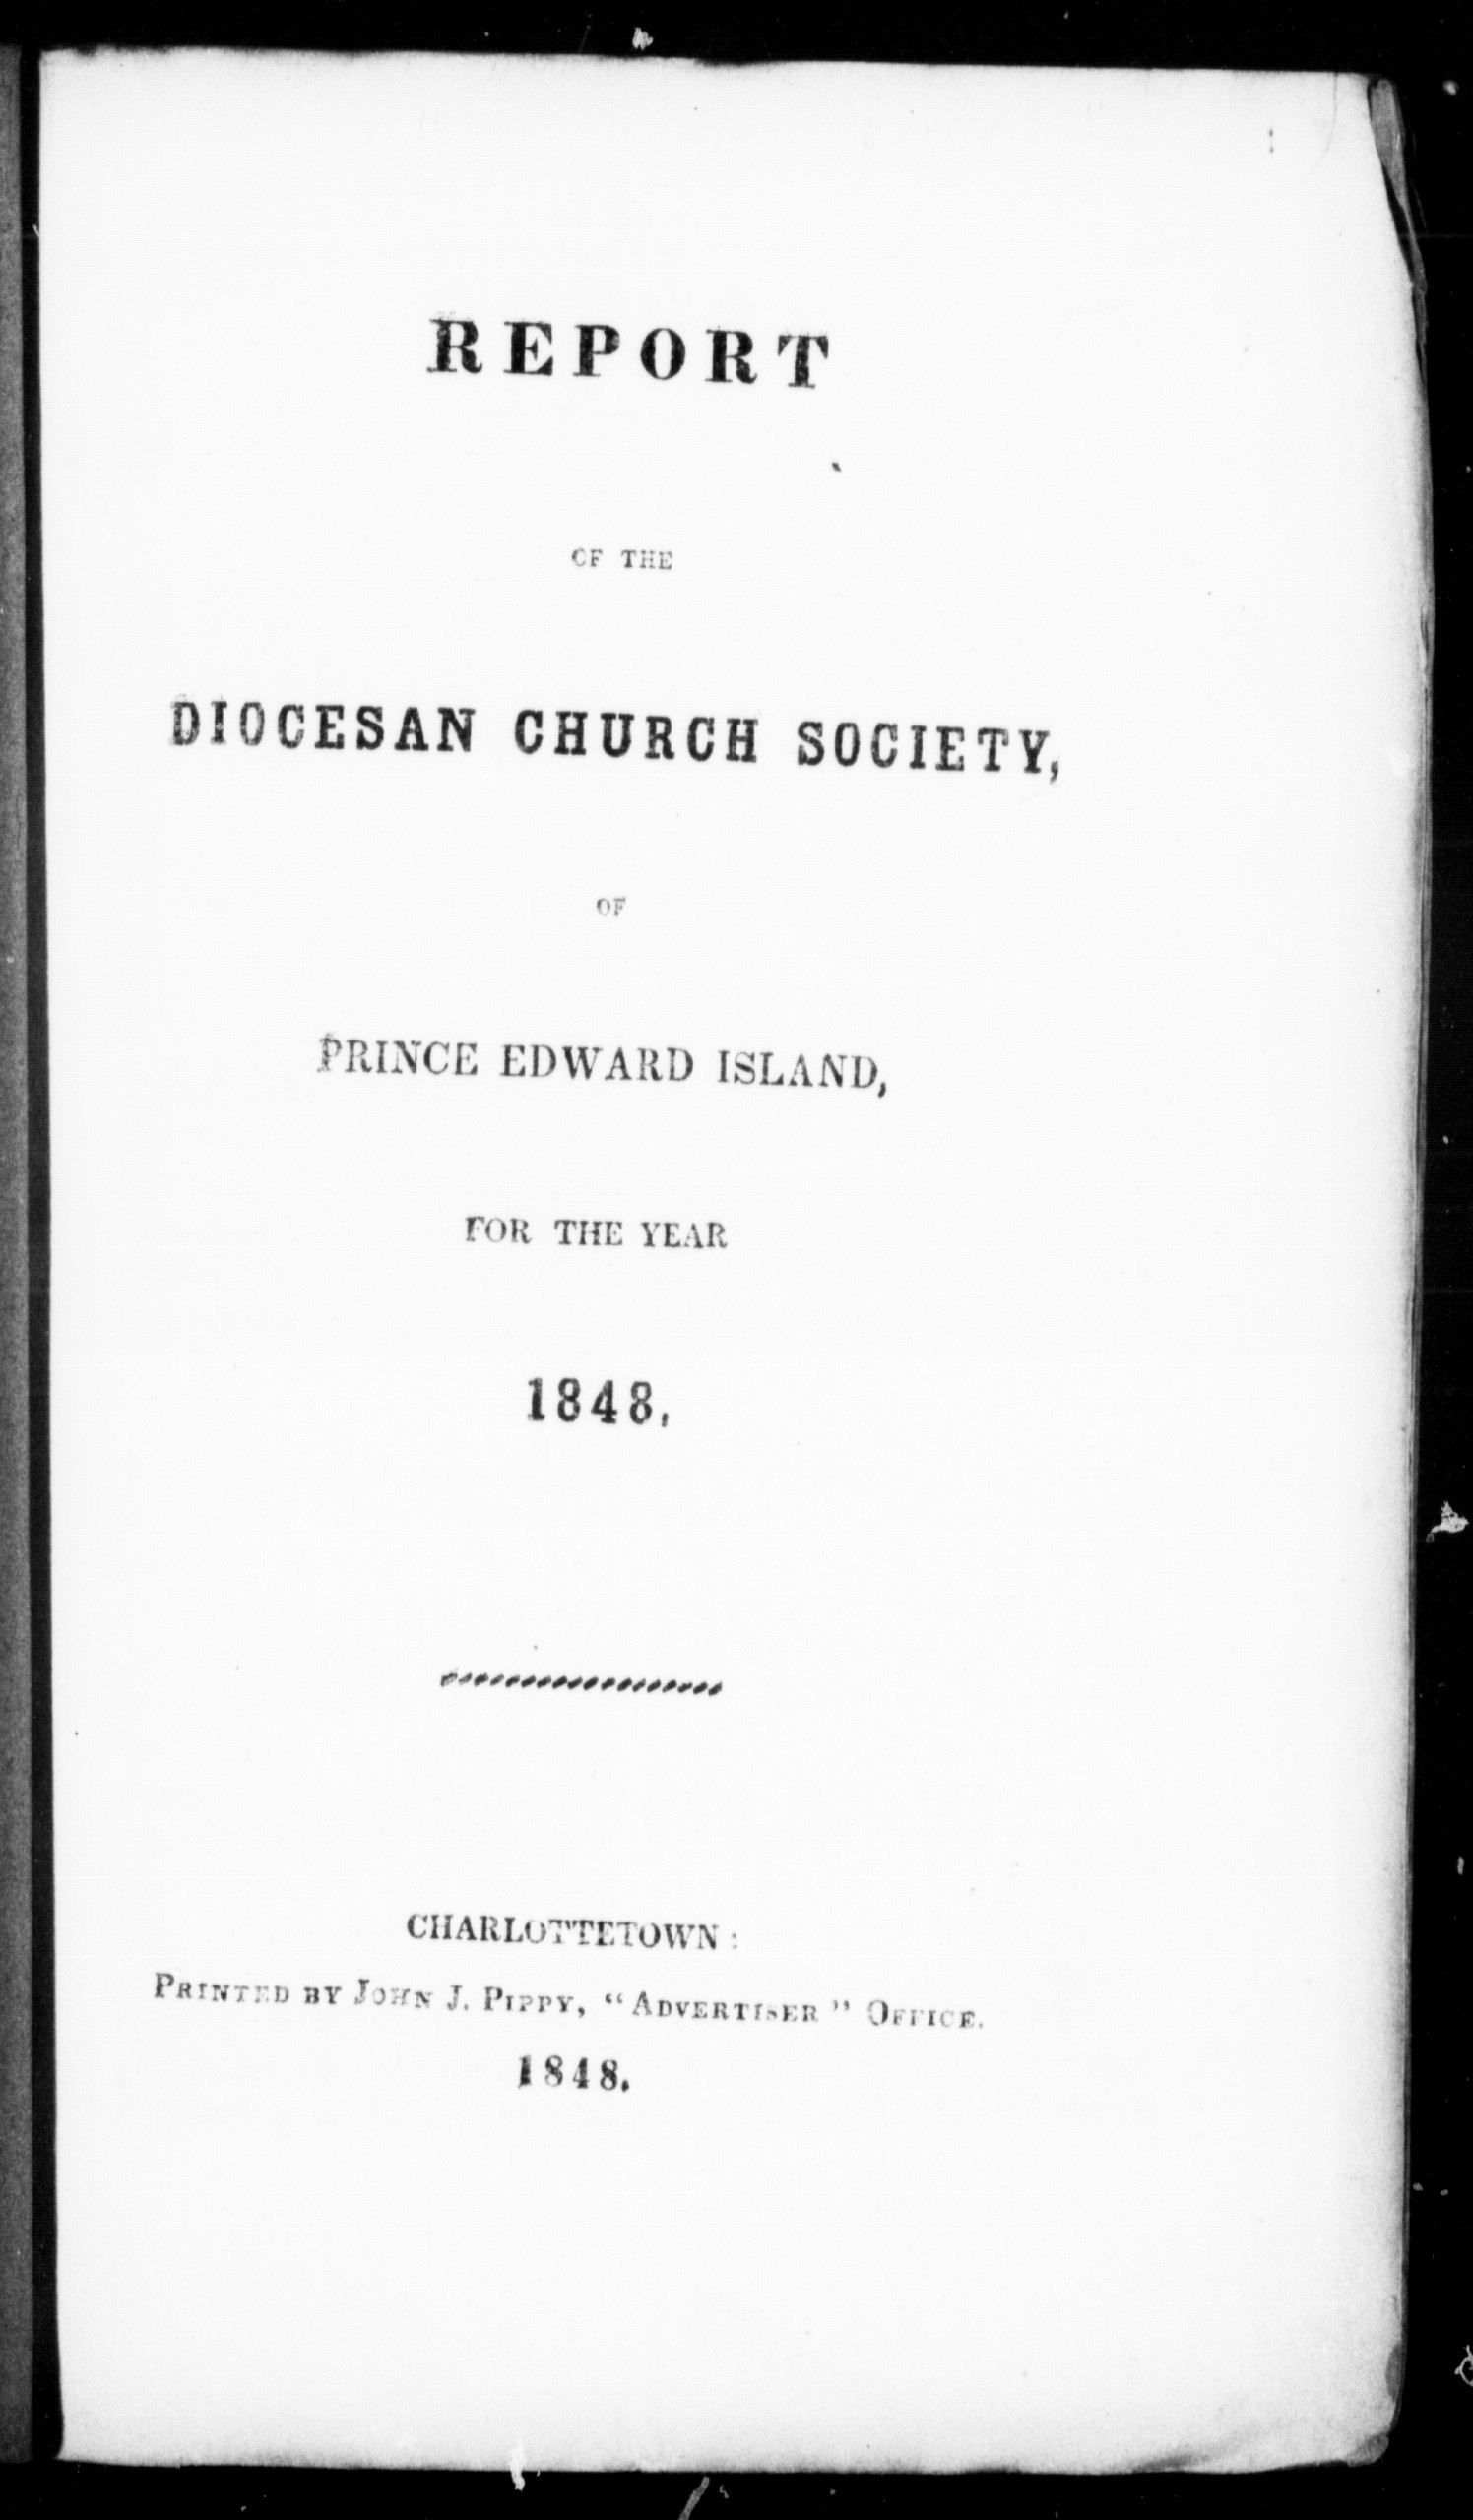 REPORT
OF THE
DIOCESAN CHURCH SOCIETY,
OF
PRINCE EDWARD ISLAND,
FOR THE YEAR
1848.
CHARLOTTETOWN:
PRINTED BY JOHN J. PIPPY, “ADVERTISER” OFFICE.
1848.